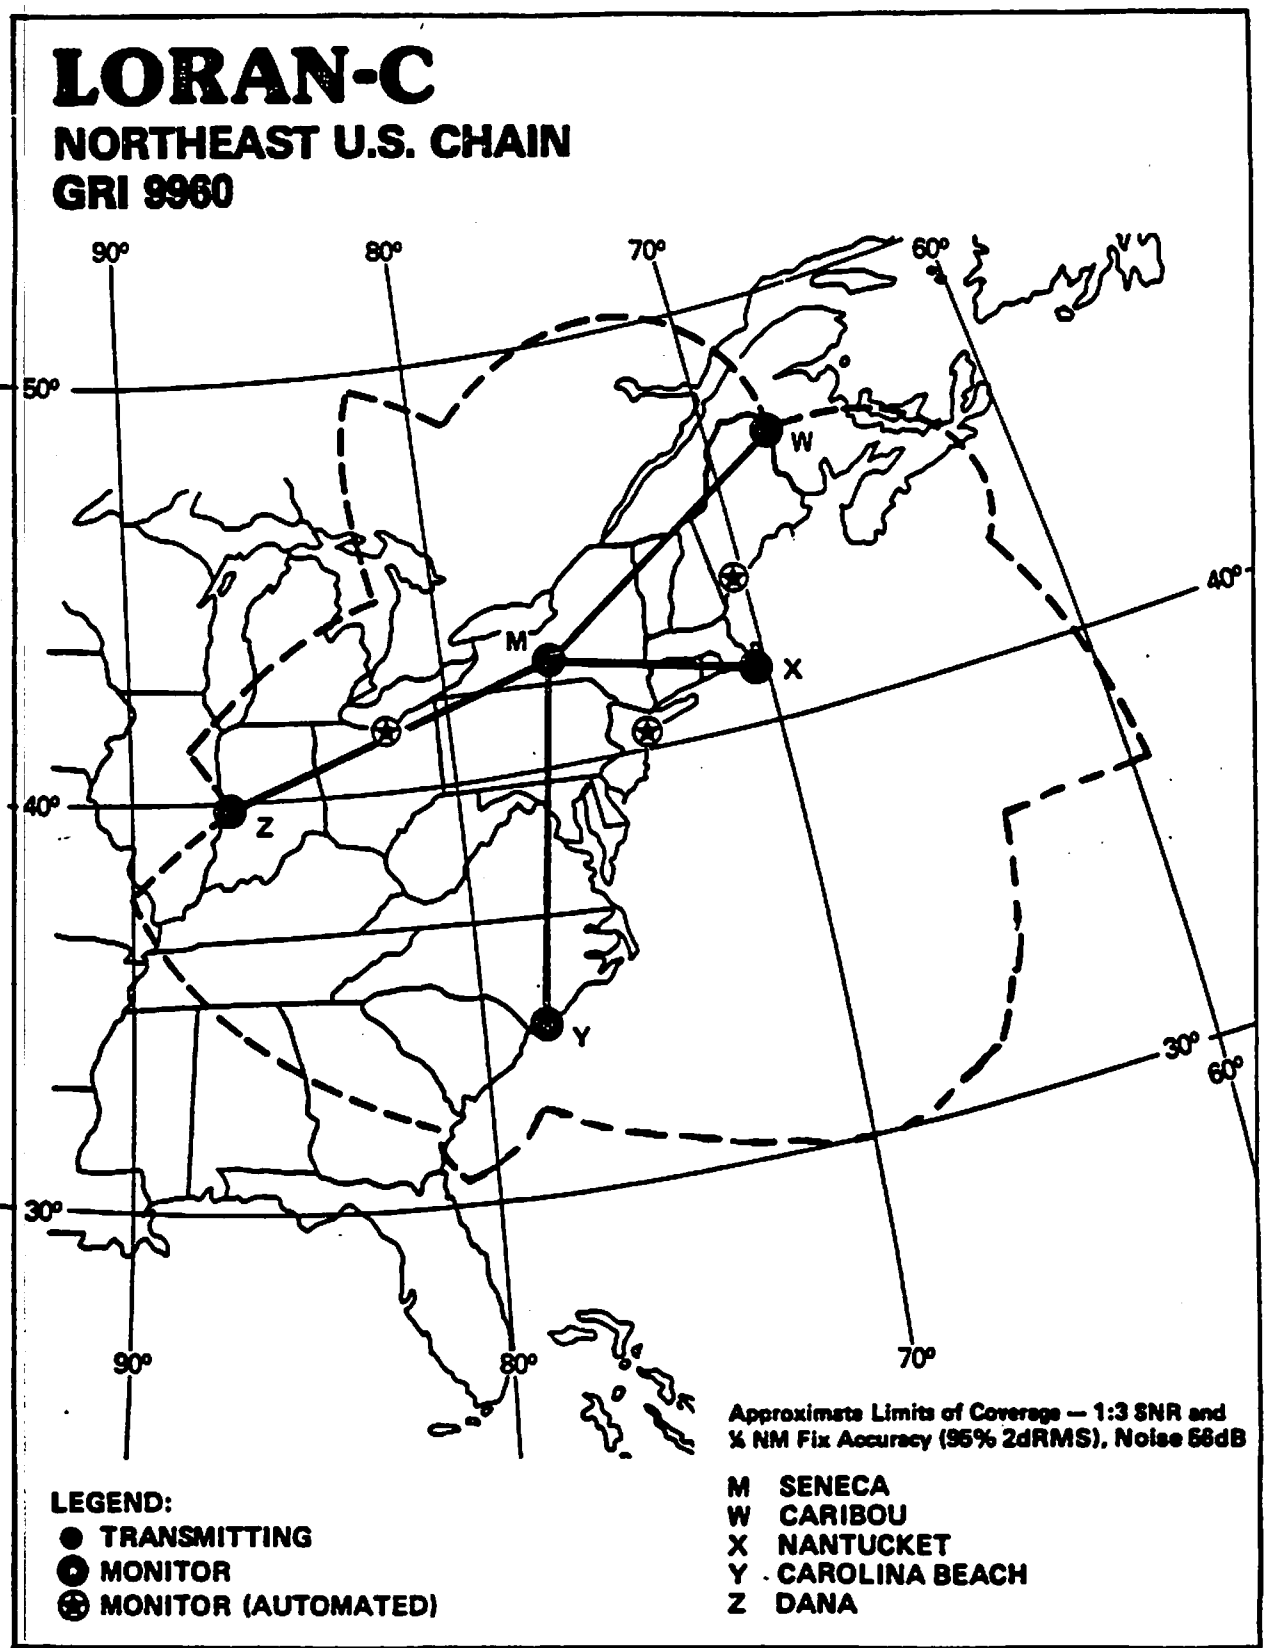 LORAN-C
NORTHEAST U.S. CHAIN
GRI 9960
90° 80° 70° 60°
50°
W
40°
M
X
40°
Z
Y
30°
60°
30°
90° 80° 70°
Approximate Limits of Coverage — 1:3 SNR and
¼ NM Fix Accuracy (95% 2dRMS), Noise 56dB
M SENECA
W CARIBOU
X NANTUCKET
Y CAROLINA BEACH
Z DANA
LEGEND:
TRANSMITTING
MONITOR
MONITOR (AUTOMATED)